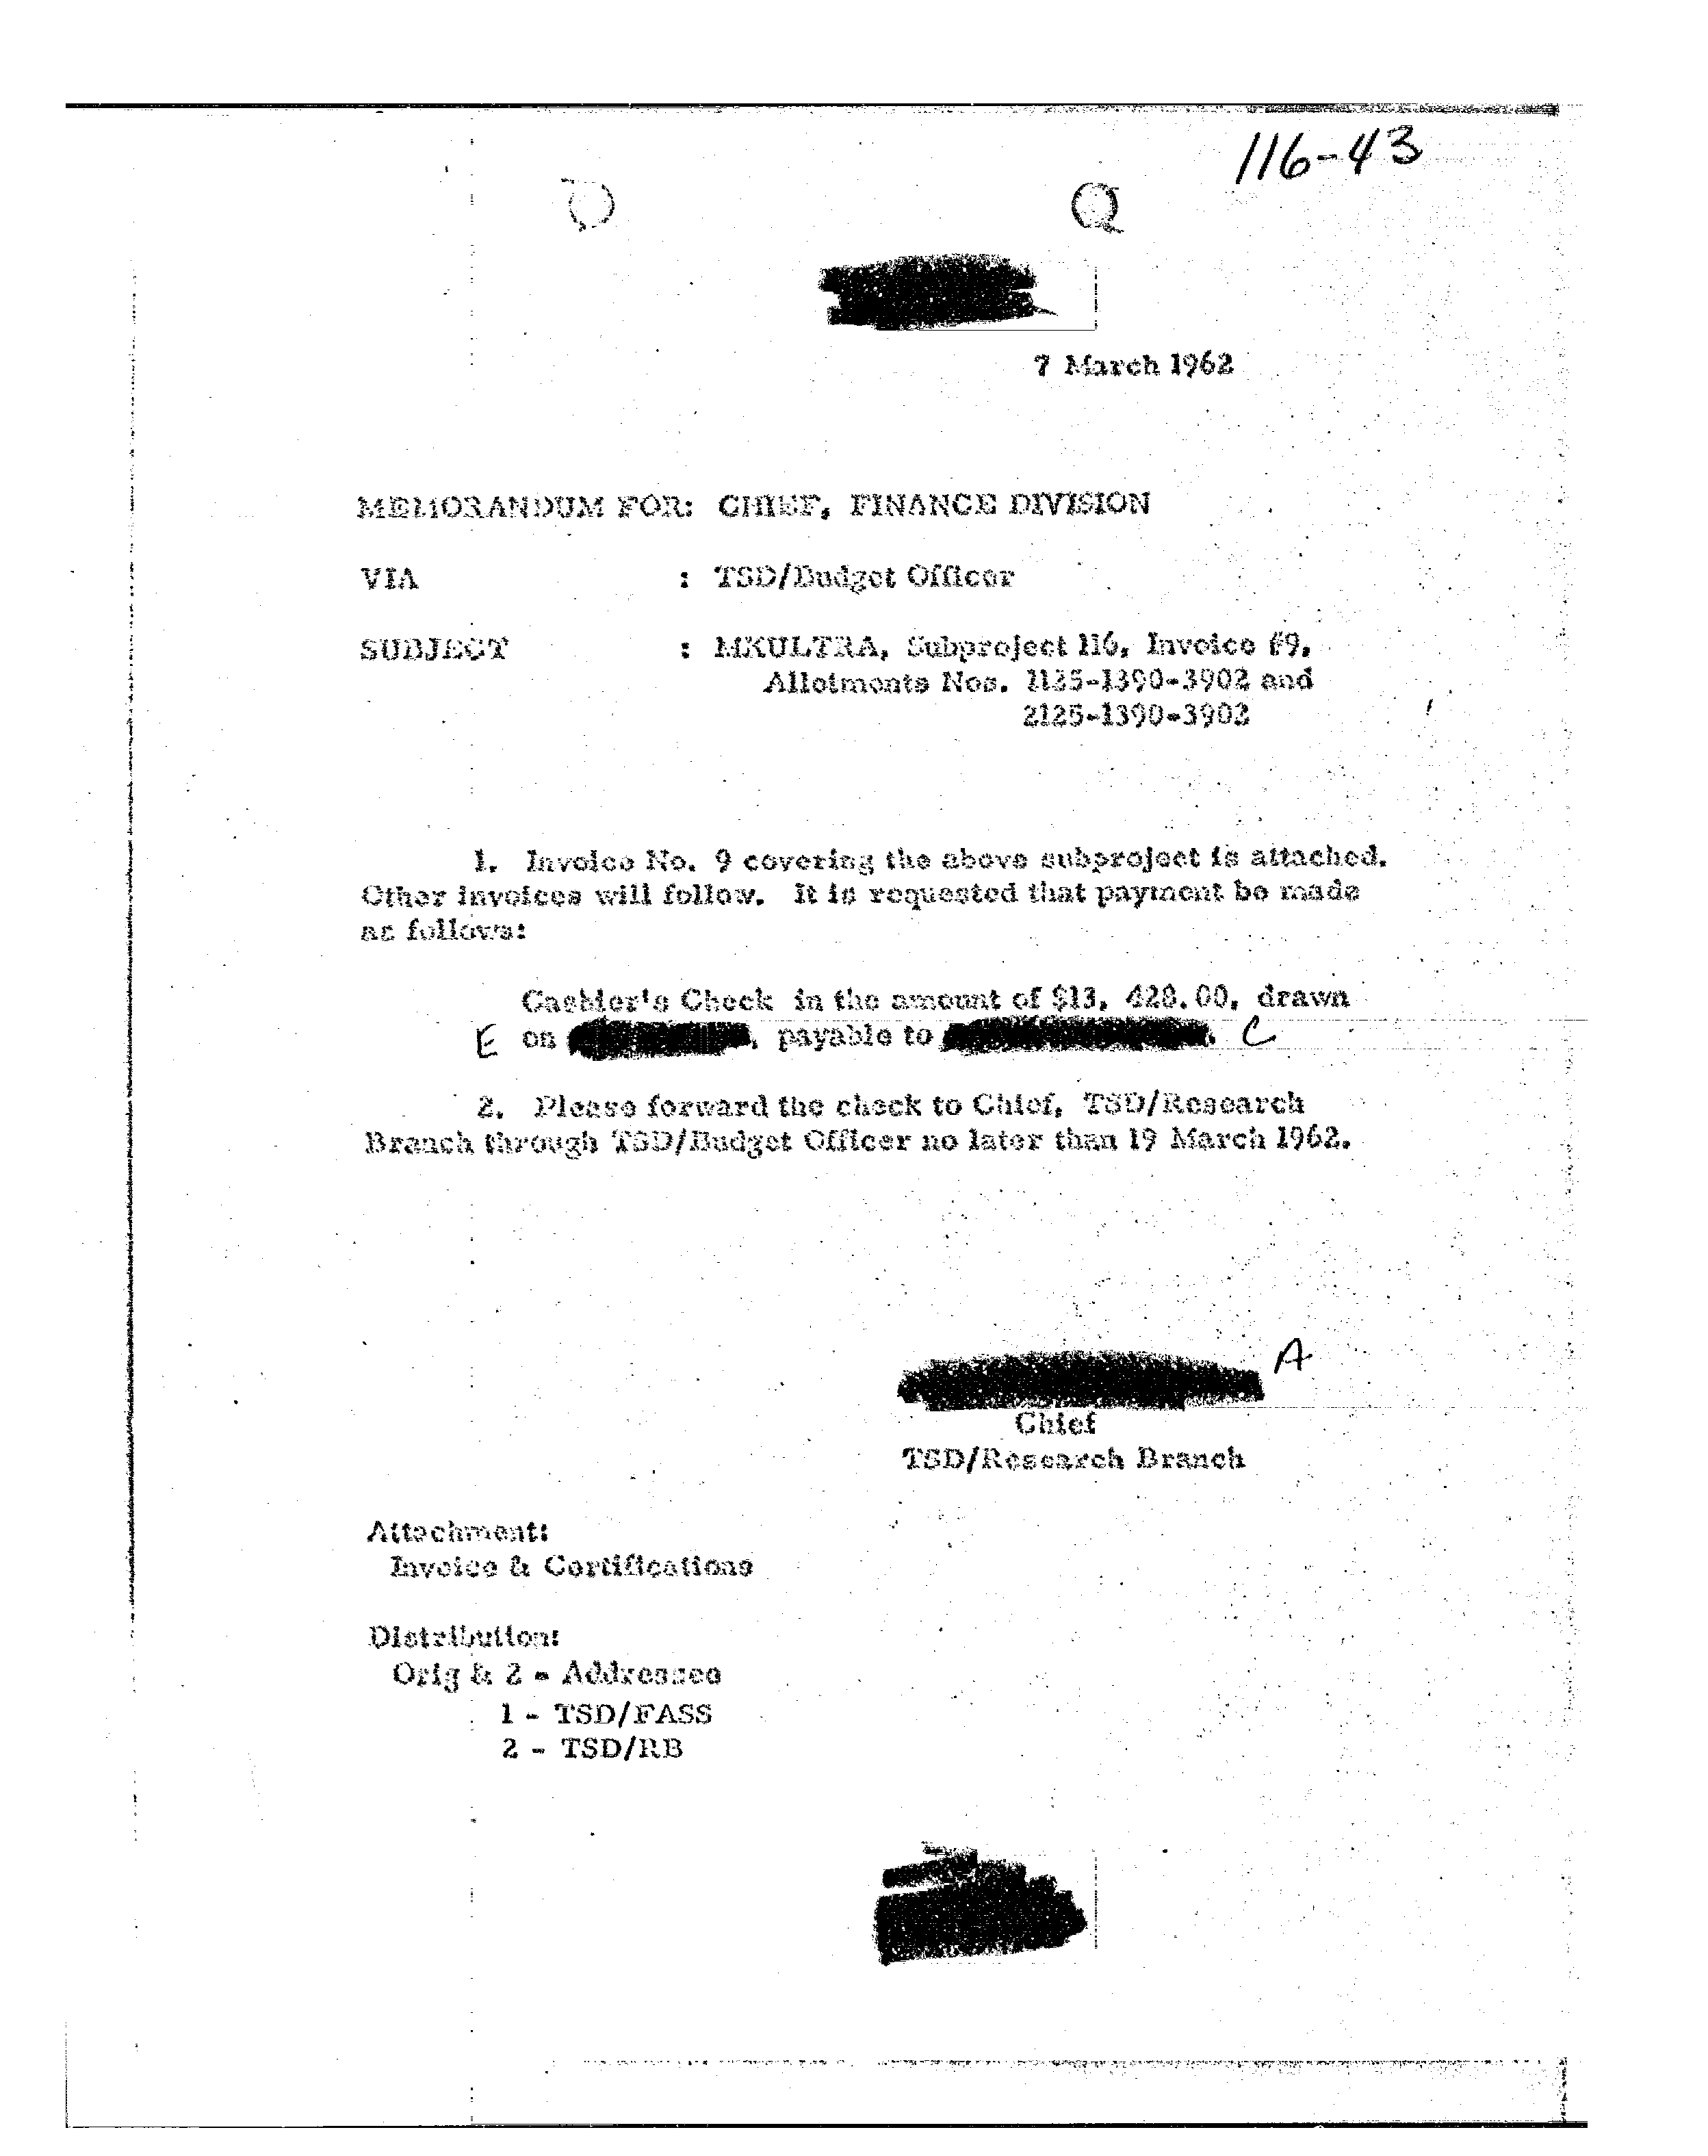 116-43
7 March 1962
MEMORANDUM FOR: CHIEF, FINANCE DIVISION
VIA : TSD/Budget Officer
SUBJECT : MKULTRA, Subproject 116, Invoice #9,
Allotments Nos. 1125-1390-3902 and
2125-1390-3902
1. Invoice No. 9 covering the above subproject is attached.
Other invoices will follow. It is requested that payment be made
as follows:
Cashier's Check in the amount of $13, 428.00, drawn
E on , payable to . C
2. Please forward the check to Chief, TSD/Research
Branch through TSD/Budget Officer no later than 19 March 1962.
A
Chief
TSD/Research Branch
Attachment:
Invoice & Certifications
Distribution:
Orig & 2 - Addressee
1 - TSD/FASS
2 - TSD/RB